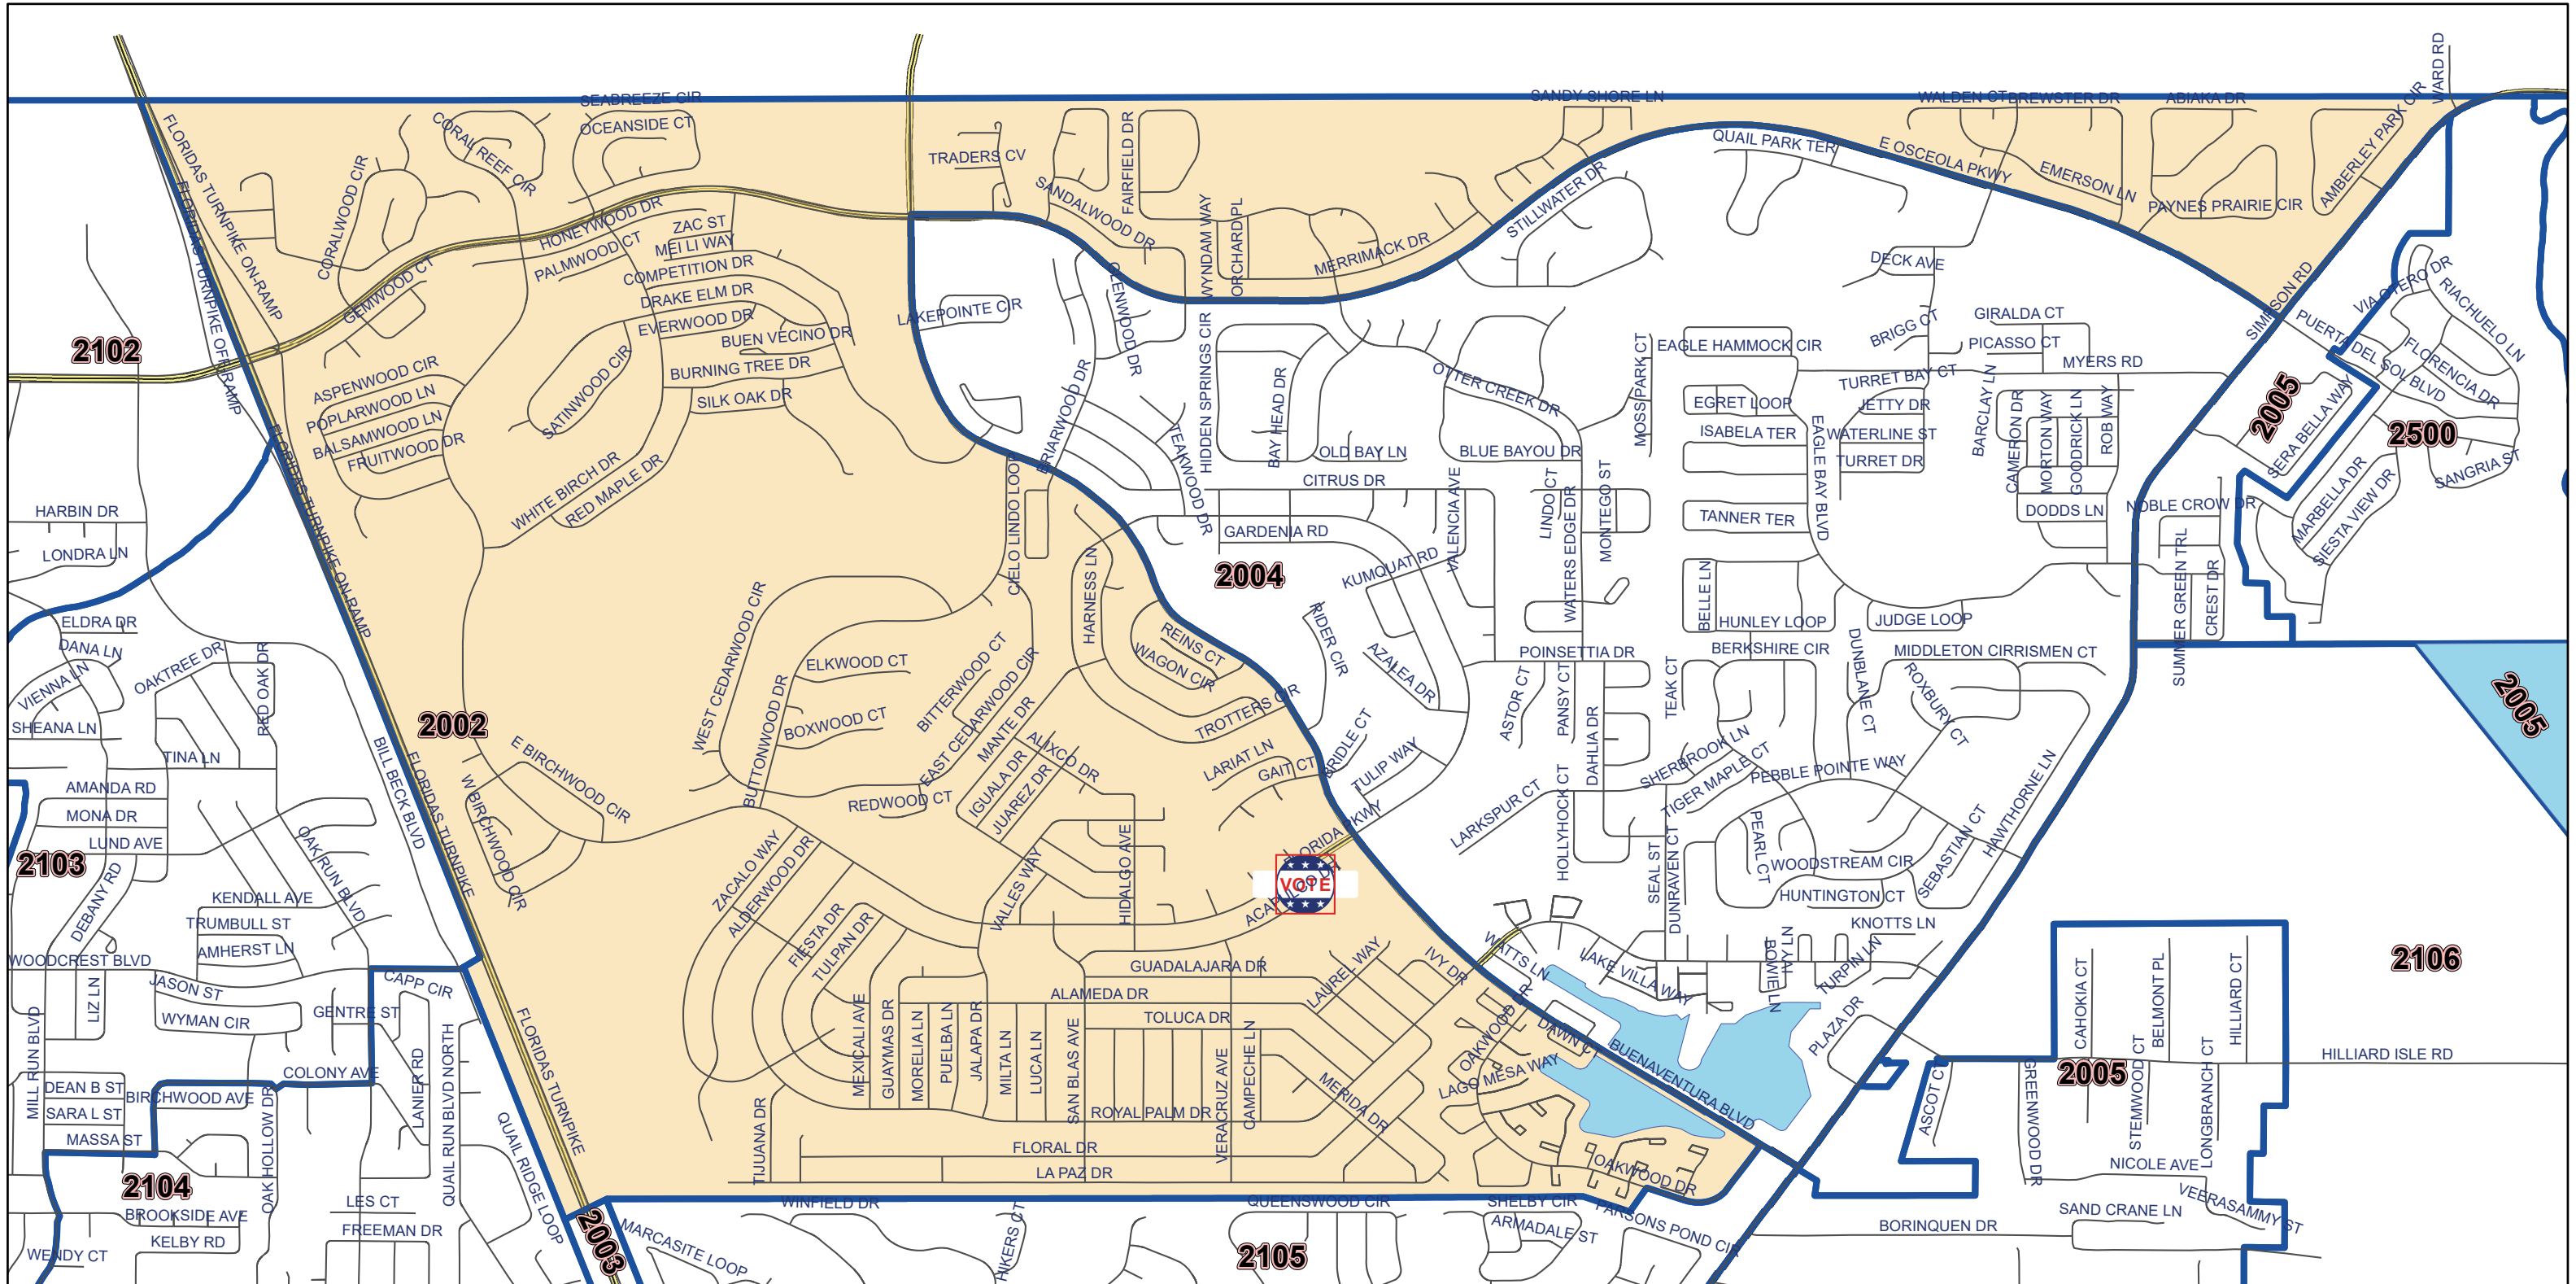 WARD RD
SEABREEZE CIR
SANDY SHORE LN
WALDEN CT
BREWSTER DR
ABIAKA DR
AMBERLEY PARK CIR
FLORIDAS TURNPIKE ON-RAMP
CORAL REEF CIR
OCEANSIDE CT
TRADERS CV
FAIRFIELD DR
QUAIL PARK TER
E OSCEOLA PKWY
EMERSON LN
PAYNES PRAIRIE CIR
CORALWOOD CIR
SANDALWOOD DR
STILLWATER DR
HONEYWOOD DR
ZAC ST
MEI LI WAY
PALMWOOD CT
COMPETITION DR
WYNDAM WAY
ORCHARD PL
MERRIMACK DR
DECK AVE
FLORIDAS TURNPIKE OFF-RAMP
GEMWOOD CT
DRAKE ELM DR
EVERWOOD DR
BUEN VECINO DR
LAKEPOINTE CIR
GLENWOOD DR
SIMPSON RD
VIA OTERO DR
RIACHUELO LN
PUERTA DEL SOL BLVD
FLORENCIA DR
2102
BURNING TREE DR
SILK OAK DR
SATINWOOD CIR
ASPENWOOD CIR
POPLARWOOD LN
BALSAMWOOD LN
FRUITWOOD DR
WHITE BIRCH DR
RED MAPLE DR
BRIARWOOD DR
TEAKWOOD DR
HIDDEN SPRINGS CIR
BAY HEAD DR
OLD BAY LN
OTTER CREEK DR
BLUE BAYOU DR
CITRUS DR
MOSS PARK CT
EAGLE HAMMOCK CIR
EGRET LOOP
ISABELA TER
TANNER TER
EAGLE BAY BLVD
BRIGG CT
GIRALDA CT
PICASSO CT
MYERS RD
TURRET BAY CT
JETTY DR
WATERLINE ST
TURRET DR
BARCLAY LN
CAMERON DR
MORTON WAY
GOODRICK LN
ROB WAY
DODDS LN
NOBLE CROW DR
2005
SERA BELLA WAY
2500
SANGRIA ST
MARBELLA DR
SIESTA VIEW DR
SUMMER GREEN TRL
CREST DR
HARBIN DR
LONDRA LN
FLORIDAS TURNPIKE ON-RAMP
CIELO LINDO LOOP
HARNESS LN
GARDENIA RD
2004
KUMQUAT RD
VALENCIA AVE
LINDO CT
WATERS EDGE DR
MONTEGO ST
BELLE LN
HUNLEY LOOP
JUDGE LOOP
ELDRA DR
DANA LN
VIENNA LN
OAKTREE DR
RED OAK DR
SHEANA LN
TINA LN
2002
WEST CEDARWOOD CIR
ELKWOOD CT
BUTTONWOOD DR
BOXWOOD CT
BITTERWOOD CT
EAST CEDARWOOD CIR
REDWOOD CT
MANTE DR
ALIXCO DR
IGUALA DR
JUAREZ DR
REINS CT
WAGON CIR
TROTTERS CIR
LARIAT LN
GAIT CT
BRIDLE CT
RIDER CIR
AZALEA DR
TULIP WAY
POINSETTIA DR
ASTOR CT
PANSY CT
DAHLIA DR
TEAK CT
BERKSHIRE CIR
DUNBLANE CT
MIDDLETON CIR
RISMEN CT
ROXBURY CT
SHERBROOK LN
TIGER MAPLE CT
PEBBLE POINTE WAY
HAWTHORNE LN
2005
AMANDA RD
MONA DR
LUND AVE
2103
BILL BECK BLVD
FLORIDAS TURNPIKE
E BIRCHWOOD CIR
W BIRCHWOOD CIR
OAK RUN BLVD
DEBANY RD
KENDALL AVE
TRUMBULL ST
AMHERST LN
WOODCREST BLVD
JASON ST
LIZ LN
WYMAN CIR
MILL RUN BLVD
GENTRE ST
CAPP CIR
ZACALO WAY
ALDERWOOD DR
FIESTA DR
TULPAN DR
VALLES WAY
HIDALGO AVE
VOTE
LARKSPUR CT
HOLLYHOCK CT
SEAL ST
DUNRAVEN CT
PEARL CT
WOODSTREAM CIR
HUNTINGTON CT
SEBASTIAN CT
KNOTTS LN
2106
GUADALAJARA DR
ALAMEDA DR
TOLUCA DR
LAUREL WAY
IVY DR
WATTS LN
LAKE VILLA WAY
BOWIE LN
TURPIN LN
PLAZA DR
CAHOKIA CT
BELMONT PL
HILLIARD CT
HILLIARD ISLE RD
MEXICALI AVE
GUAYMAS DR
MORELIA LN
PUELBA LN
JALAPA DR
MILTA LN
LUCA LN
SAN BLAS AVE
VERACRUZ AVE
CAMPECHE LN
MERIDA DR
ROYAL PALM DR
FLORAL DR
LA PAZ DR
TIJUANA DR
OAKWOOD DR
DAWN CT
LAGO MESA WAY
BUENAVENTURA BLVD
OAKWOOD DR
2005
ASCOT CT
GREENWOOD DR
STEMWOOD CT
LONGBRANCH CT
NICOLE AVE
VEERASAMMY ST
SAND CRANE LN
BORINQUEN DR
COLONY AVE
DEAN B ST
BIRCHWOOD AVE
SARA L ST
MASSA ST
2104
OAK HOLLOW DR
LANIER RD
QUAIL RUN BLVD NORTH
QUAIL RIDGE LOOP
FLORIDAS TURNPIKE
LES CT
BROOKSIDE AVE
FREEMAN DR
KELBY RD
WENDY CT
2003
MARCASITE LOOP
WINFIELD DR
HIKERS CT
QUEENSWOOD CIR
2105
SHELBY CIR
ARMADALE ST
PARSONS POND CIR